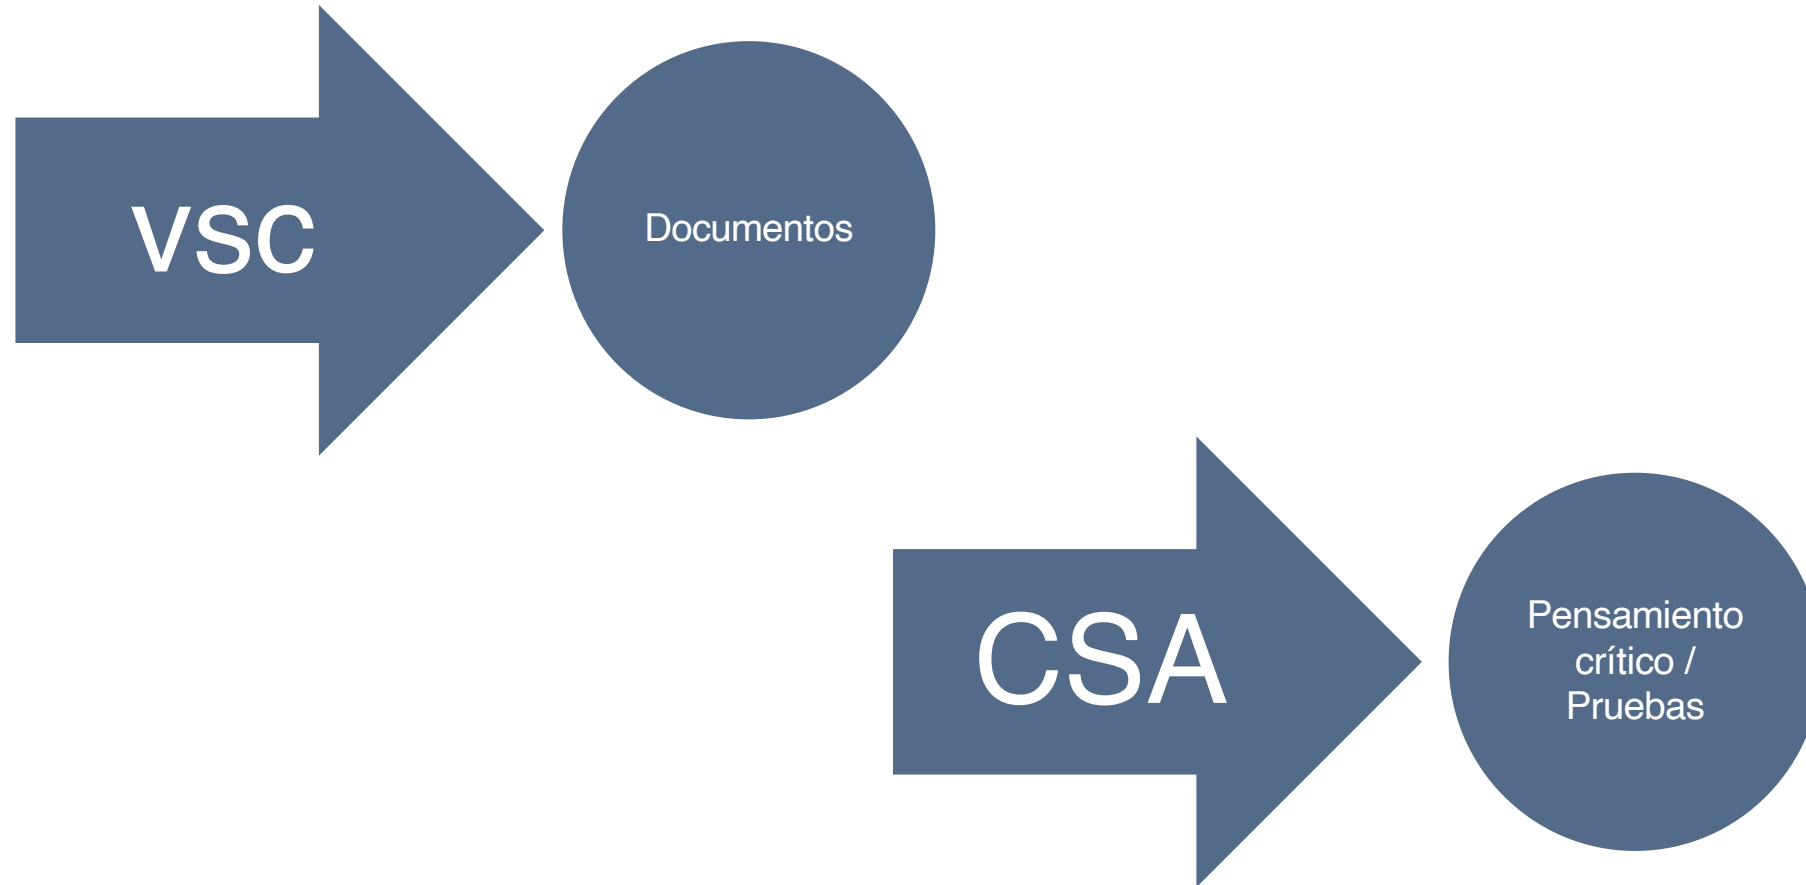 vsc
Documentos
CSA
Pensamiento
crítico /
Pruebas